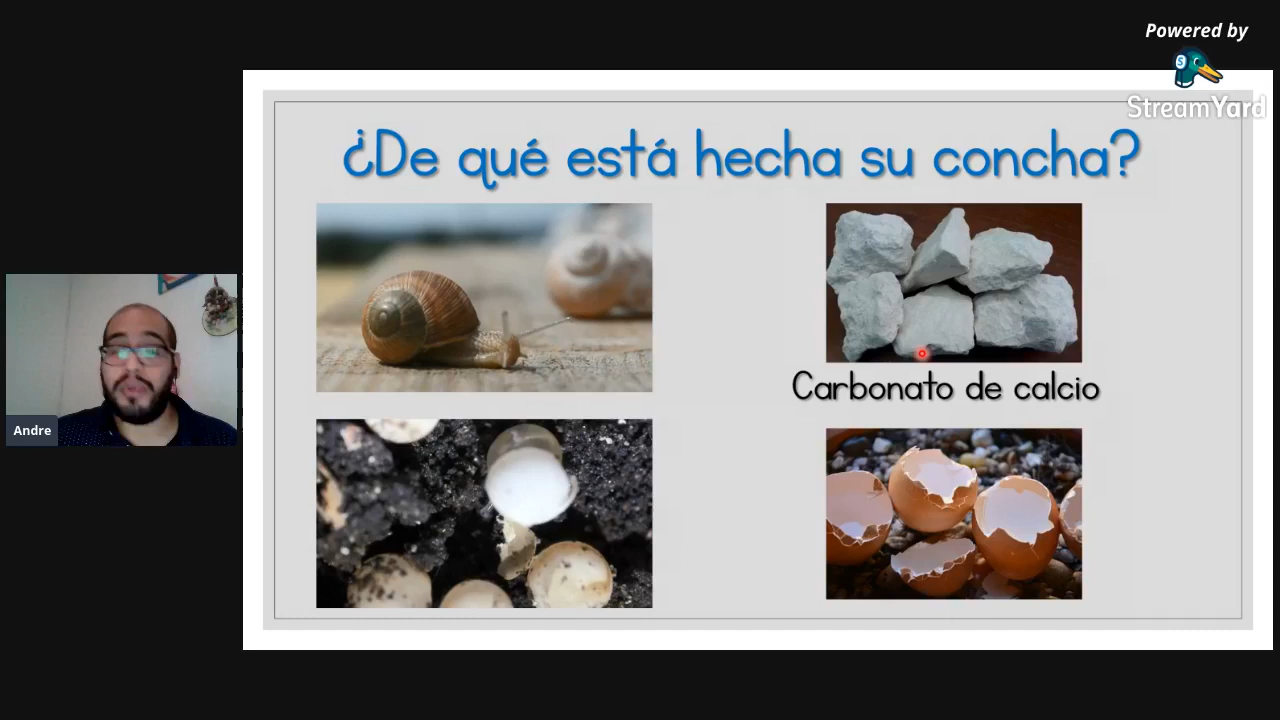 Powered by
StreamYard
¿De qué está hecha su concha?
Carbonato de calcio
Andre